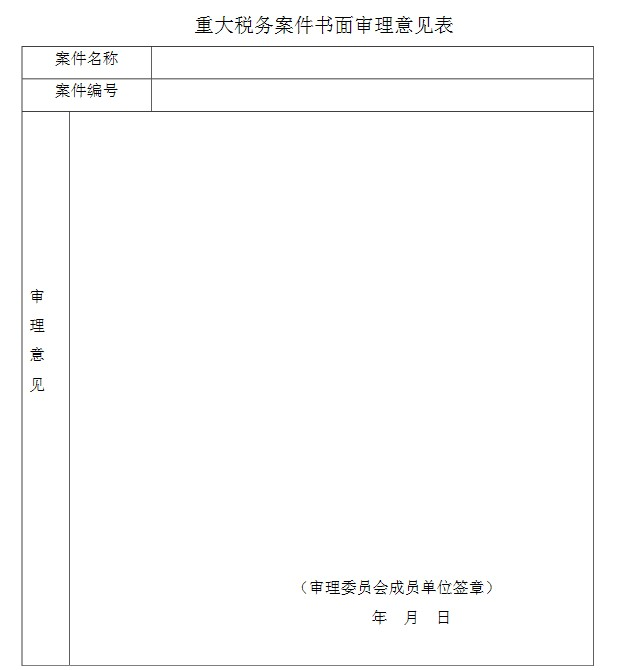 重大税务案件书面审理意见表
案件名称
案件编号
审
理
意
见
（审理委员会成员单位签章）
年 月 日